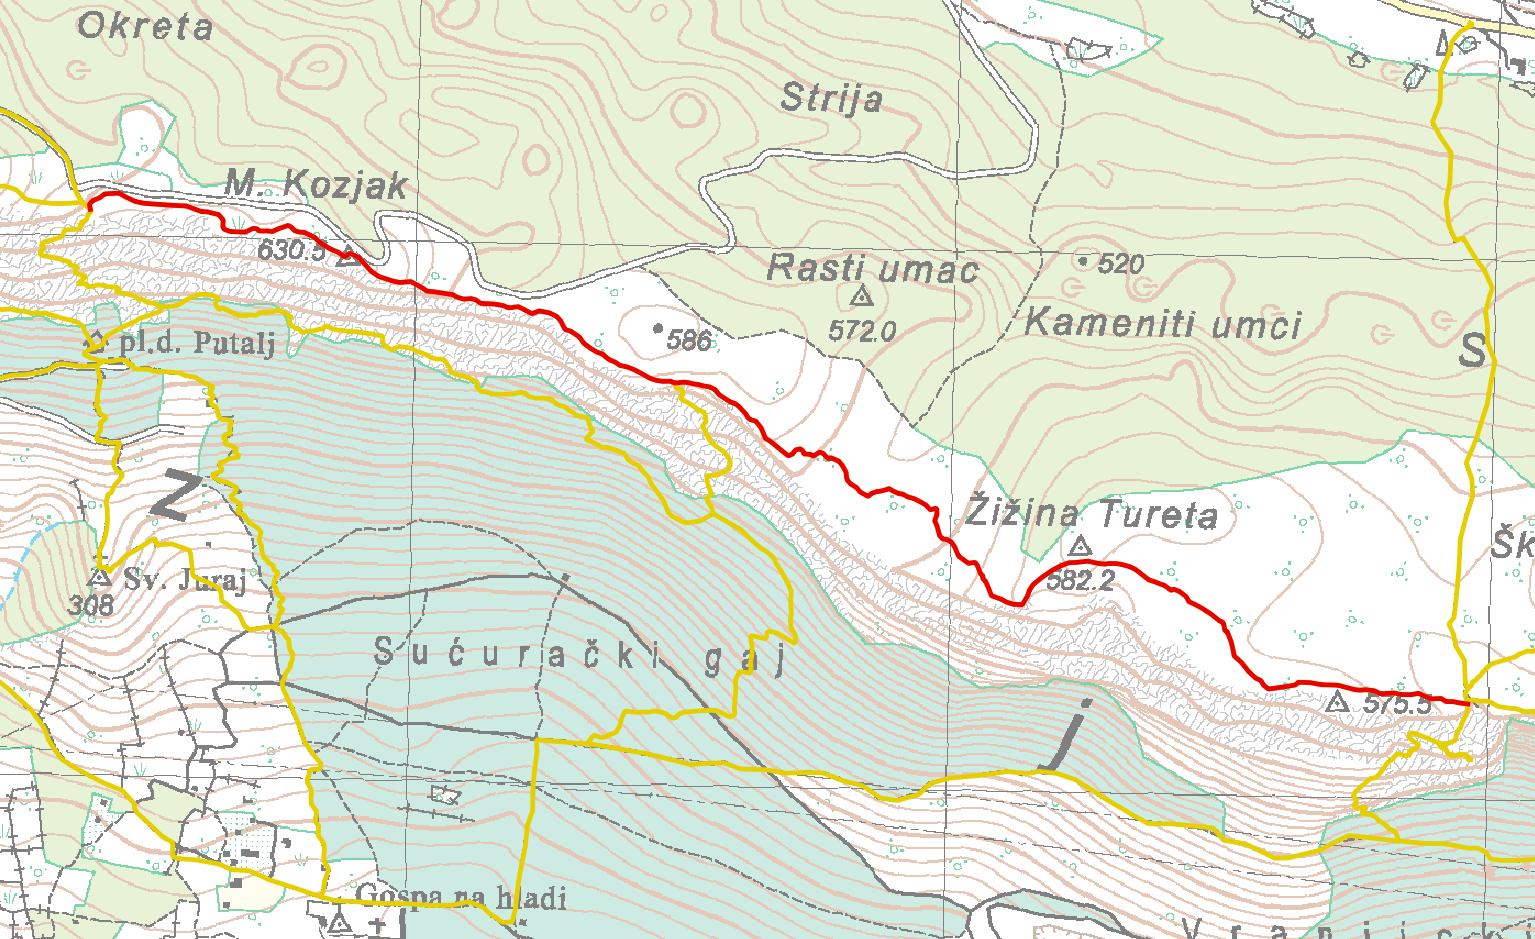 Okreta
Strija
M. Kozjak
630.5
Rasti umac
520
572.0
586
Kameniti umci
S
pl.d. Putalj
Z
Žižina Tureta
582.2
Šk
Sv. Juraj
308
Sućurački gaj
575.5
I
Gospa na hladi